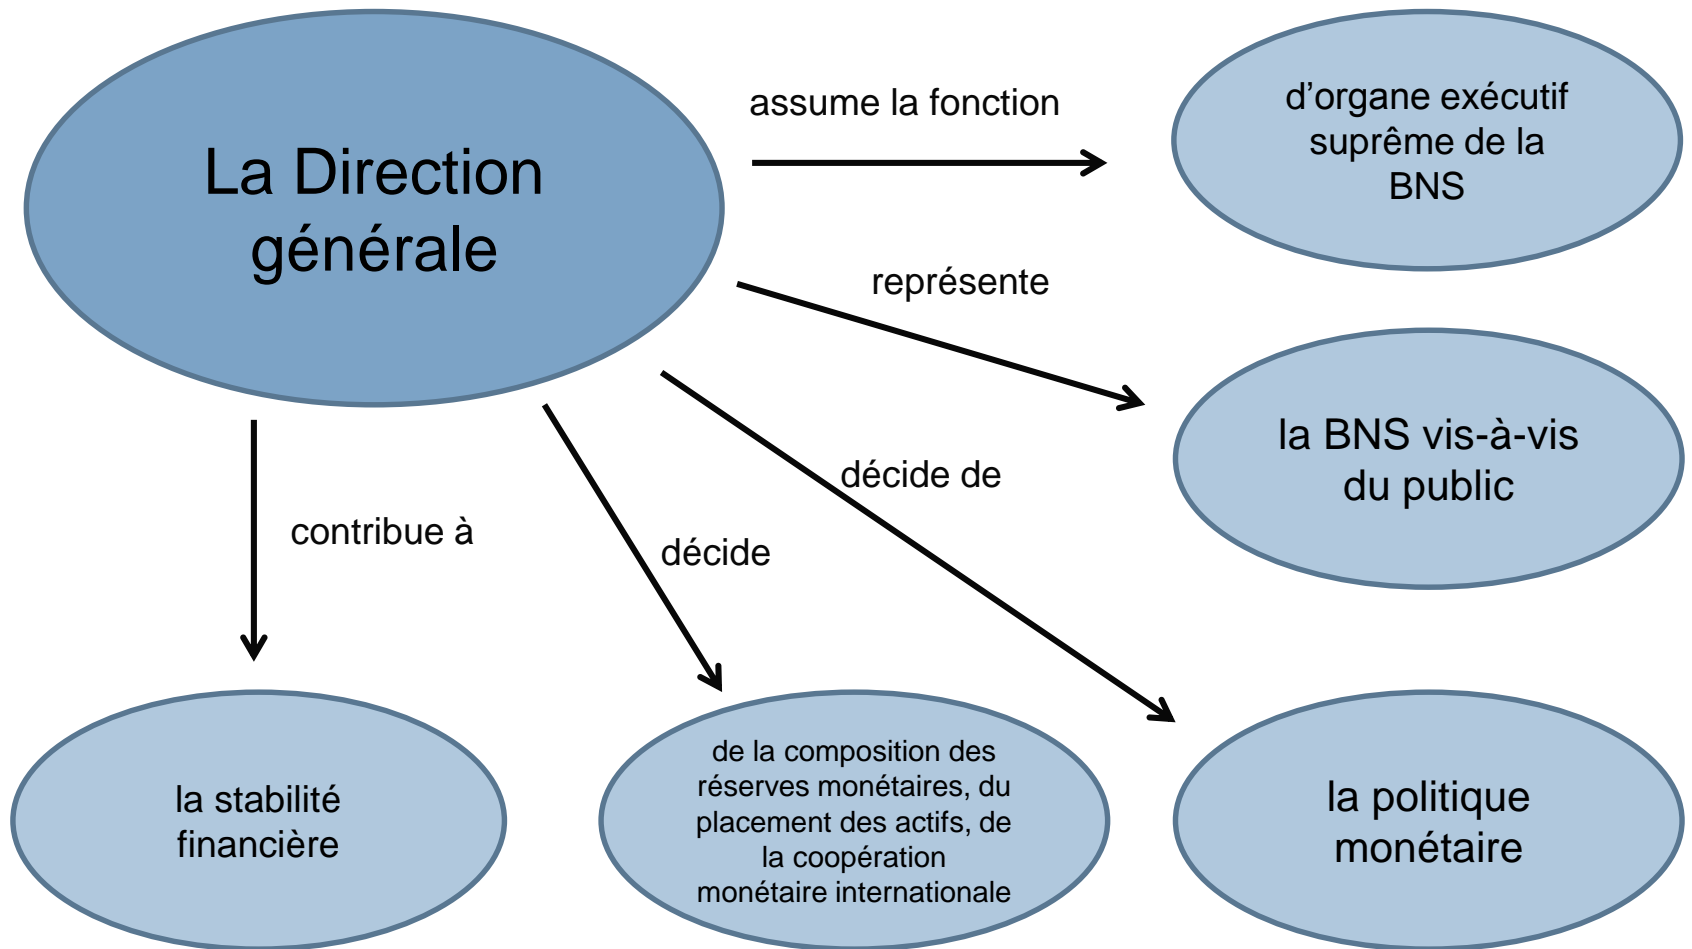 La Direction
générale
assume la fonction
d’organe exécutif
suprême de la
BNS
représente
la BNS vis-à-vis
du public
décide de
la politique
monétaire
décide
de la composition des
réserves monétaires, du
placement des actifs, de
la coopération
monétaire internationale
contribue à
la stabilité
financière